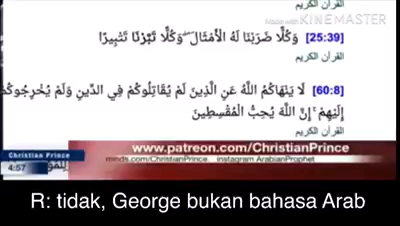 Made with KINEMASTER
القرآن الكريم
[25:39] وَكُلًّا ضَرَبْنَا لَهُ الْأَمْثَالَ ۖ وَكُلًّا تَبَّرْنَا تَتْبِيرًا
القرآن الكريم
[60:8] لَا يَنْهَاكُمُ اللَّهُ عَنِ الَّذِينَ لَمْ يُقَاتِلُوكُمْ فِي الدِّينِ وَلَمْ يُخْرِجُوكُمْ
إِلَيْهِمْ ۚ إِنَّ اللَّهَ يُحِبُّ الْمُقْسِطِينَ
القرآن الكريم
www.patreon.com/ChristianPrince
Christian Prince
minds.com/ChristianPrince. instagram ArabianProphet
4:57
R: tidak, George bukan bahasa Arab